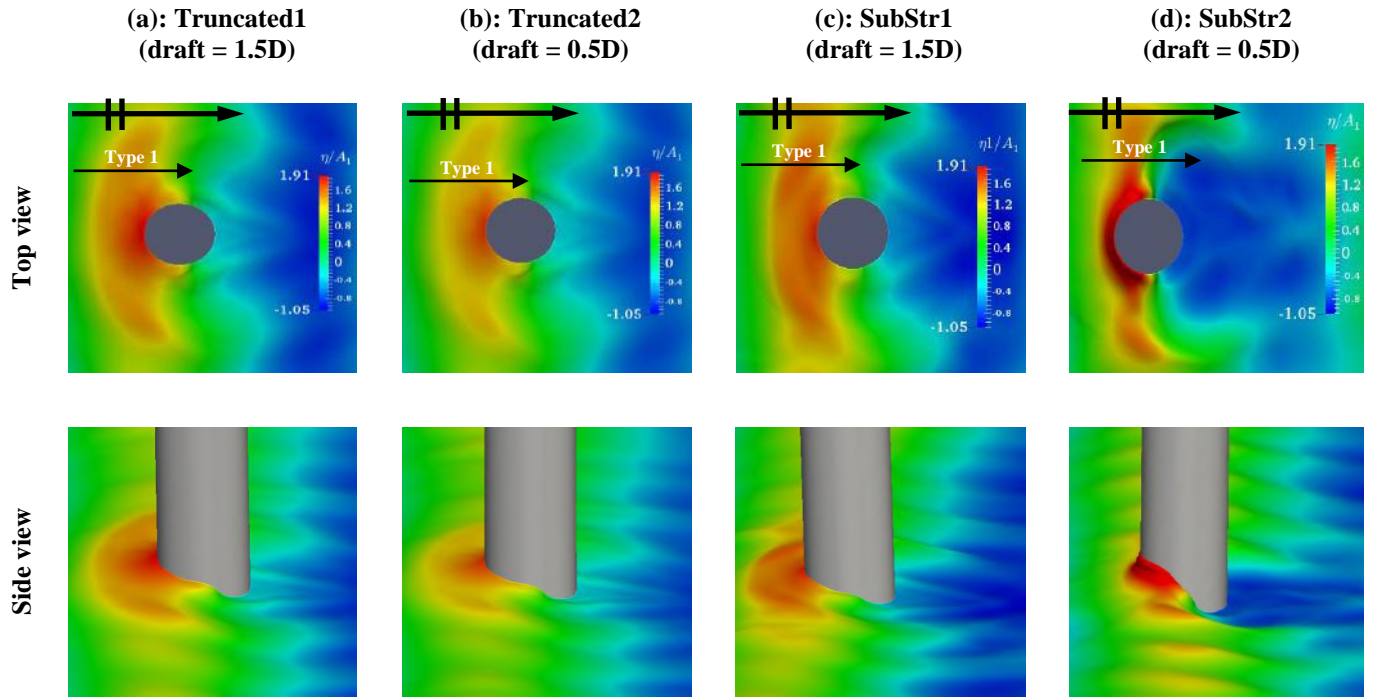 (a): Truncated1
(draft = 1.5D)
(b): Truncated2
(draft = 0.5D)
(c): SubStr1
(draft = 1.5D)
(d): SubStr2
(draft = 0.5D)
Top view
Type 1
η/A₁
1.91
1.6
1.2
0.8
0.4
0
-0.4
-0.8
-1.05
Type 1
η/A₁
1.91
1.6
1.2
0.8
0.4
0
-0.4
-0.8
-1.05
Type 1
η1/A₁
1.91
1.6
1.2
0.8
0.4
0
-0.4
-0.8
-1.05
Type 1
η/A₁
1.91
1.6
1.2
0.8
0.4
0
-0.4
-0.8
-1.05
Side view